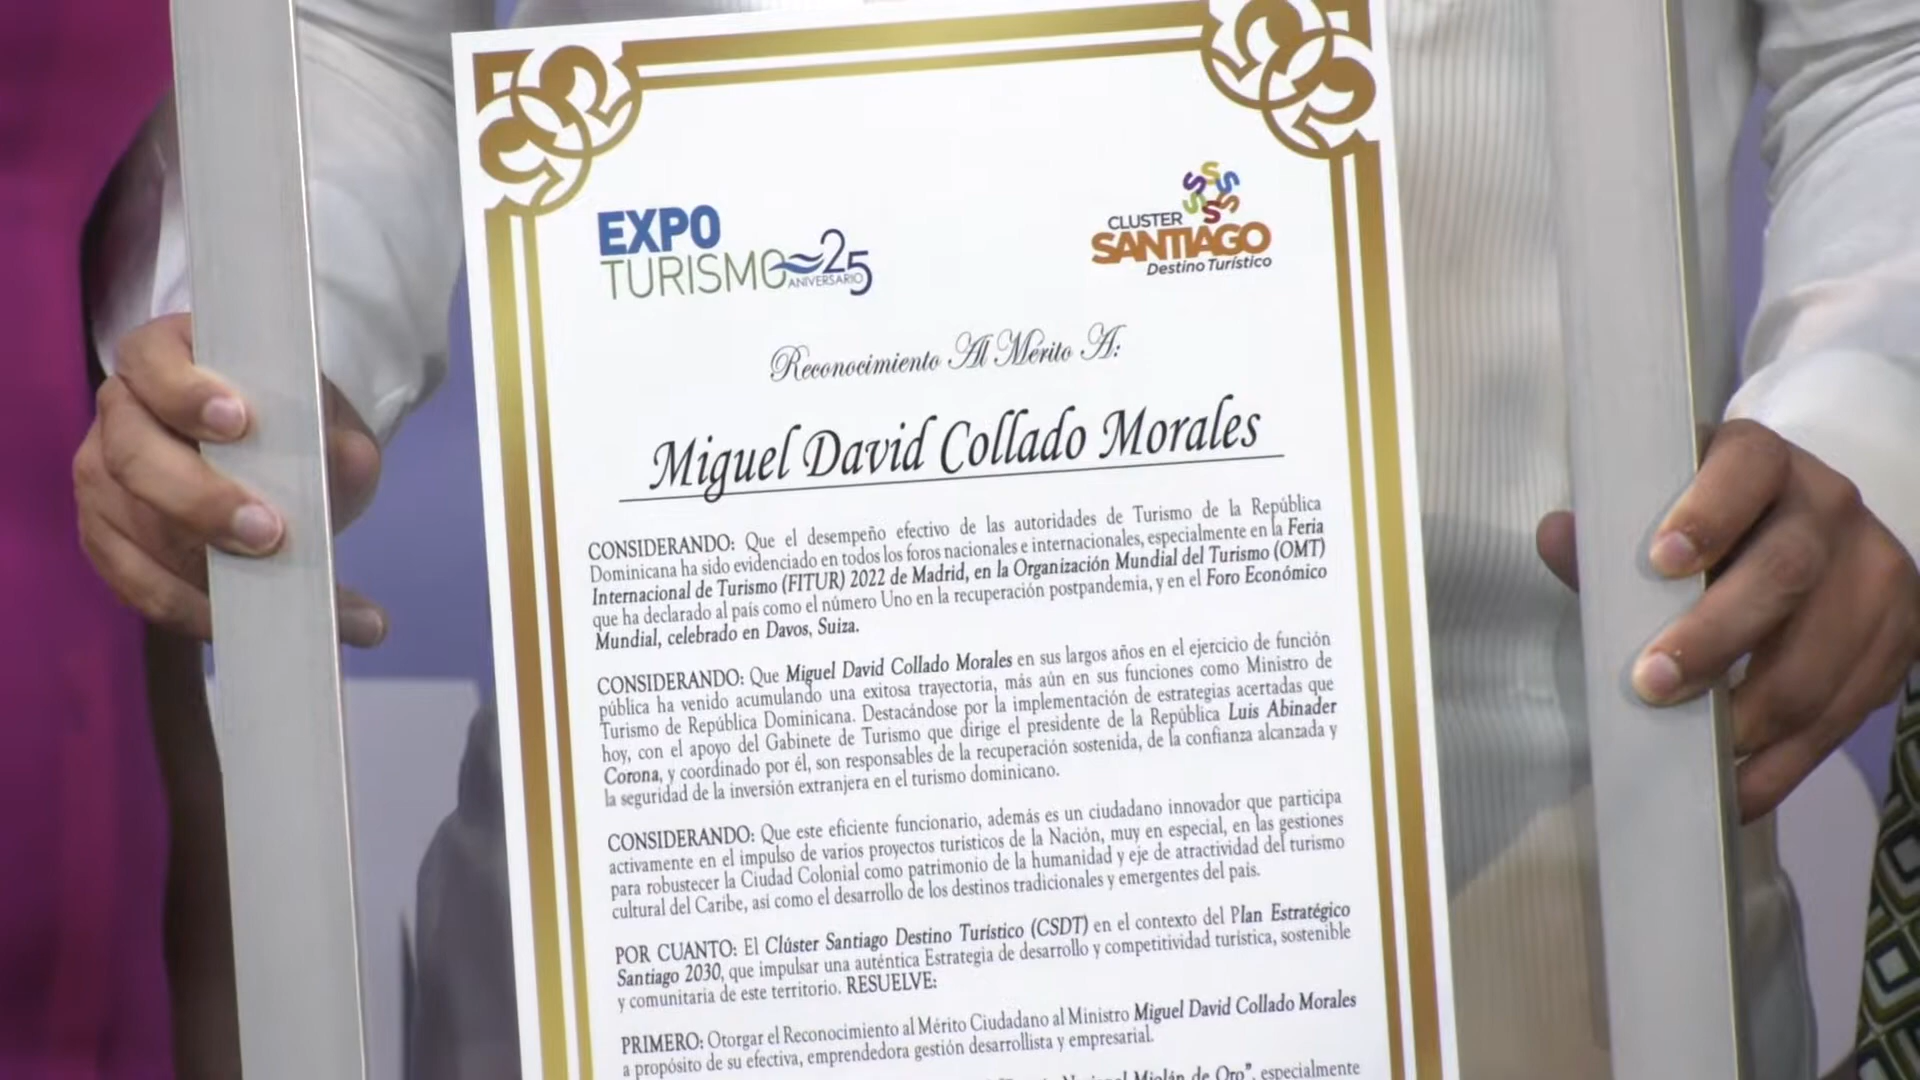 EXPO
TURISMO 25
ANIVERSARIO
CLUSTER
SANTIAGO
Destino Turístico
Reconocimiento Al Mérito A:
Miguel David Collado Morales
CONSIDERANDO: Que el desempeño efectivo de las autoridades de Turismo de la República
Dominicana ha sido evidenciado en todos los foros nacionales e internacionales, especialmente en la Feria
Internacional de Turismo (FITUR) 2022 de Madrid, en la Organización Mundial del Turismo (OMT)
que ha declarado al país como el número Uno en la recuperación postpandemia, y en el Foro Económico
Mundial, celebrado en Davos, Suiza.
CONSIDERANDO: Que Miguel David Collado Morales en sus largos años en el ejercicio de función
pública ha venido acumulando una exitosa trayectoria, más aún en sus funciones como Ministro de
Turismo de República Dominicana. Destacándose por la implementación de estrategias acertadas que
hoy, con el apoyo del Gabinete de Turismo que dirige el presidente de la República Luis Abinader
Corona, y coordinado por él, son responsables de la recuperación sostenida, de la confianza alcanzada y
la seguridad de la inversión extranjera en el turismo dominicano.
CONSIDERANDO: Que este eficiente funcionario, además es un ciudadano innovador que participa
activamente en el impulso de varios proyectos turísticos de la Nación, muy en especial, en las gestiones
para robustecer la Ciudad Colonial como patrimonio de la humanidad y eje de atractividad del turismo
cultural del Caribe, así como el desarrollo de los destinos tradicionales y emergentes del país.
POR CUANTO: El Clúster Santiago Destino Turístico (CSDT) en el contexto del Plan Estratégico
Santiago 2030, que impulsar una auténtica Estrategia de desarrollo y competitividad turística, sostenible
y comunitaria de este territorio. RESUELVE:
PRIMERO: Otorgar el Reconocimiento al Mérito Ciudadano al Ministro Miguel David Collado Morales
a propósito de su efectiva, emprendedora gestión desarrollista y empresarial.
Nacional Mïolán de Oro", especialmente